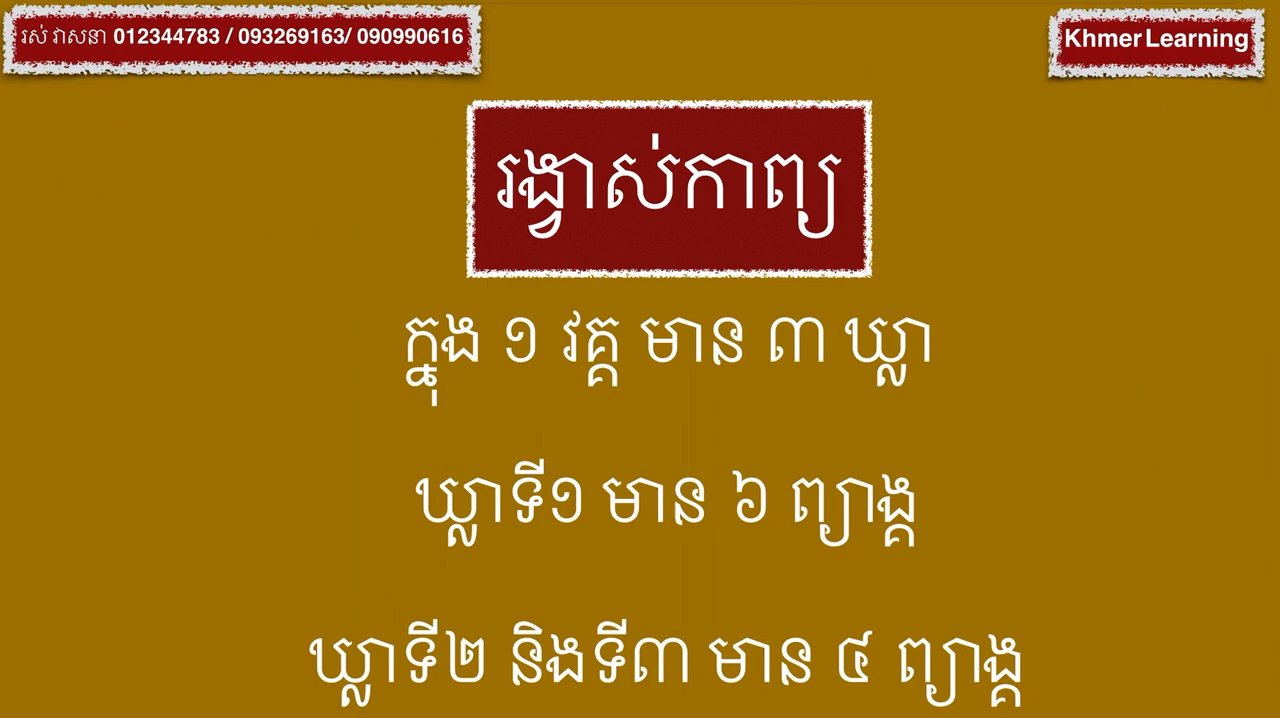 រស់ វាសនា 012344783 / 093269163/ 090990616
Khmer Learning
រង្វាស់កាព្យ
ក្នុង ១ វគ្គ មាន ៣ ឃ្លា
ឃ្លាទី១ មាន ៦ ព្យាង្គ
ឃ្លាទី២ និងទី៣ មាន ៤ ព្យាង្គ